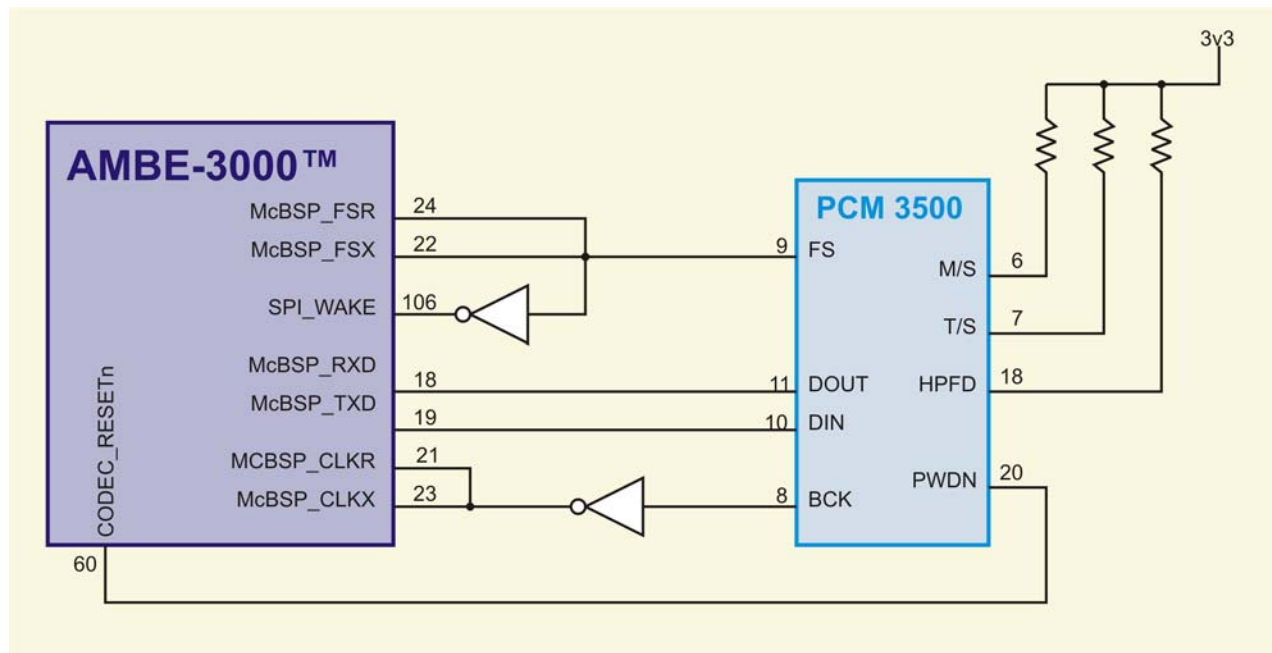 3v3
AMBE-3000™
McBSP_FSR
24
McBSP_FSX
22
SPI_WAKE
106
McBSP_RXD
18
McBSP_TXD
19
MCBSP_CLKR
21
McBSP_CLKX
23
CODEC_RESETn
60
PCM 3500
9
FS
M/S
6
T/S
7
11
DOUT
HPFD
18
10
DIN
PWDN
20
8
BCK